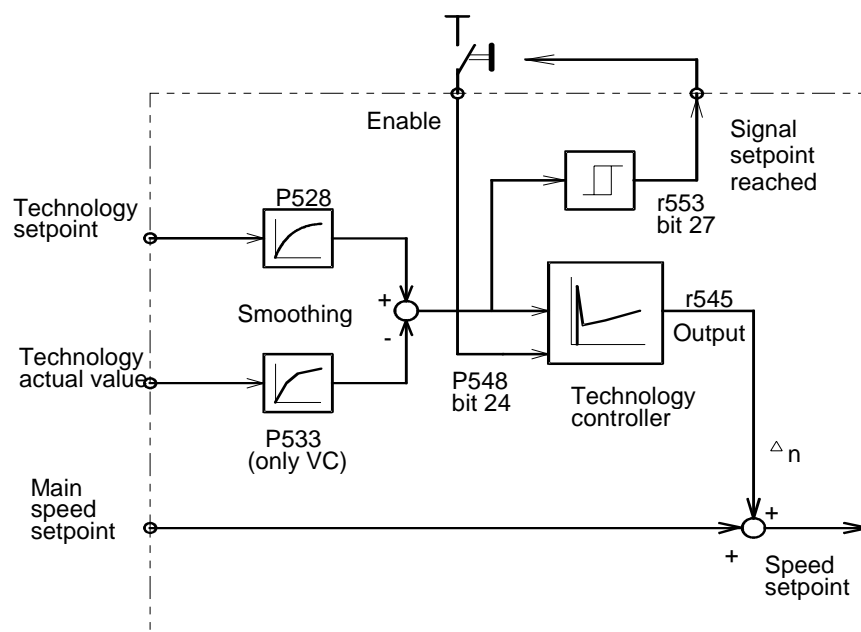 Enable
Signal
setpoint
reached
P528
Technology
setpoint
r553
bit 27
+
Smoothing
r545
-
Output
Technology
actual value
P548
bit 24
Technology
controller
P533
(only VC)
△ n
Main
speed
setpoint
+
+
Speed
setpoint